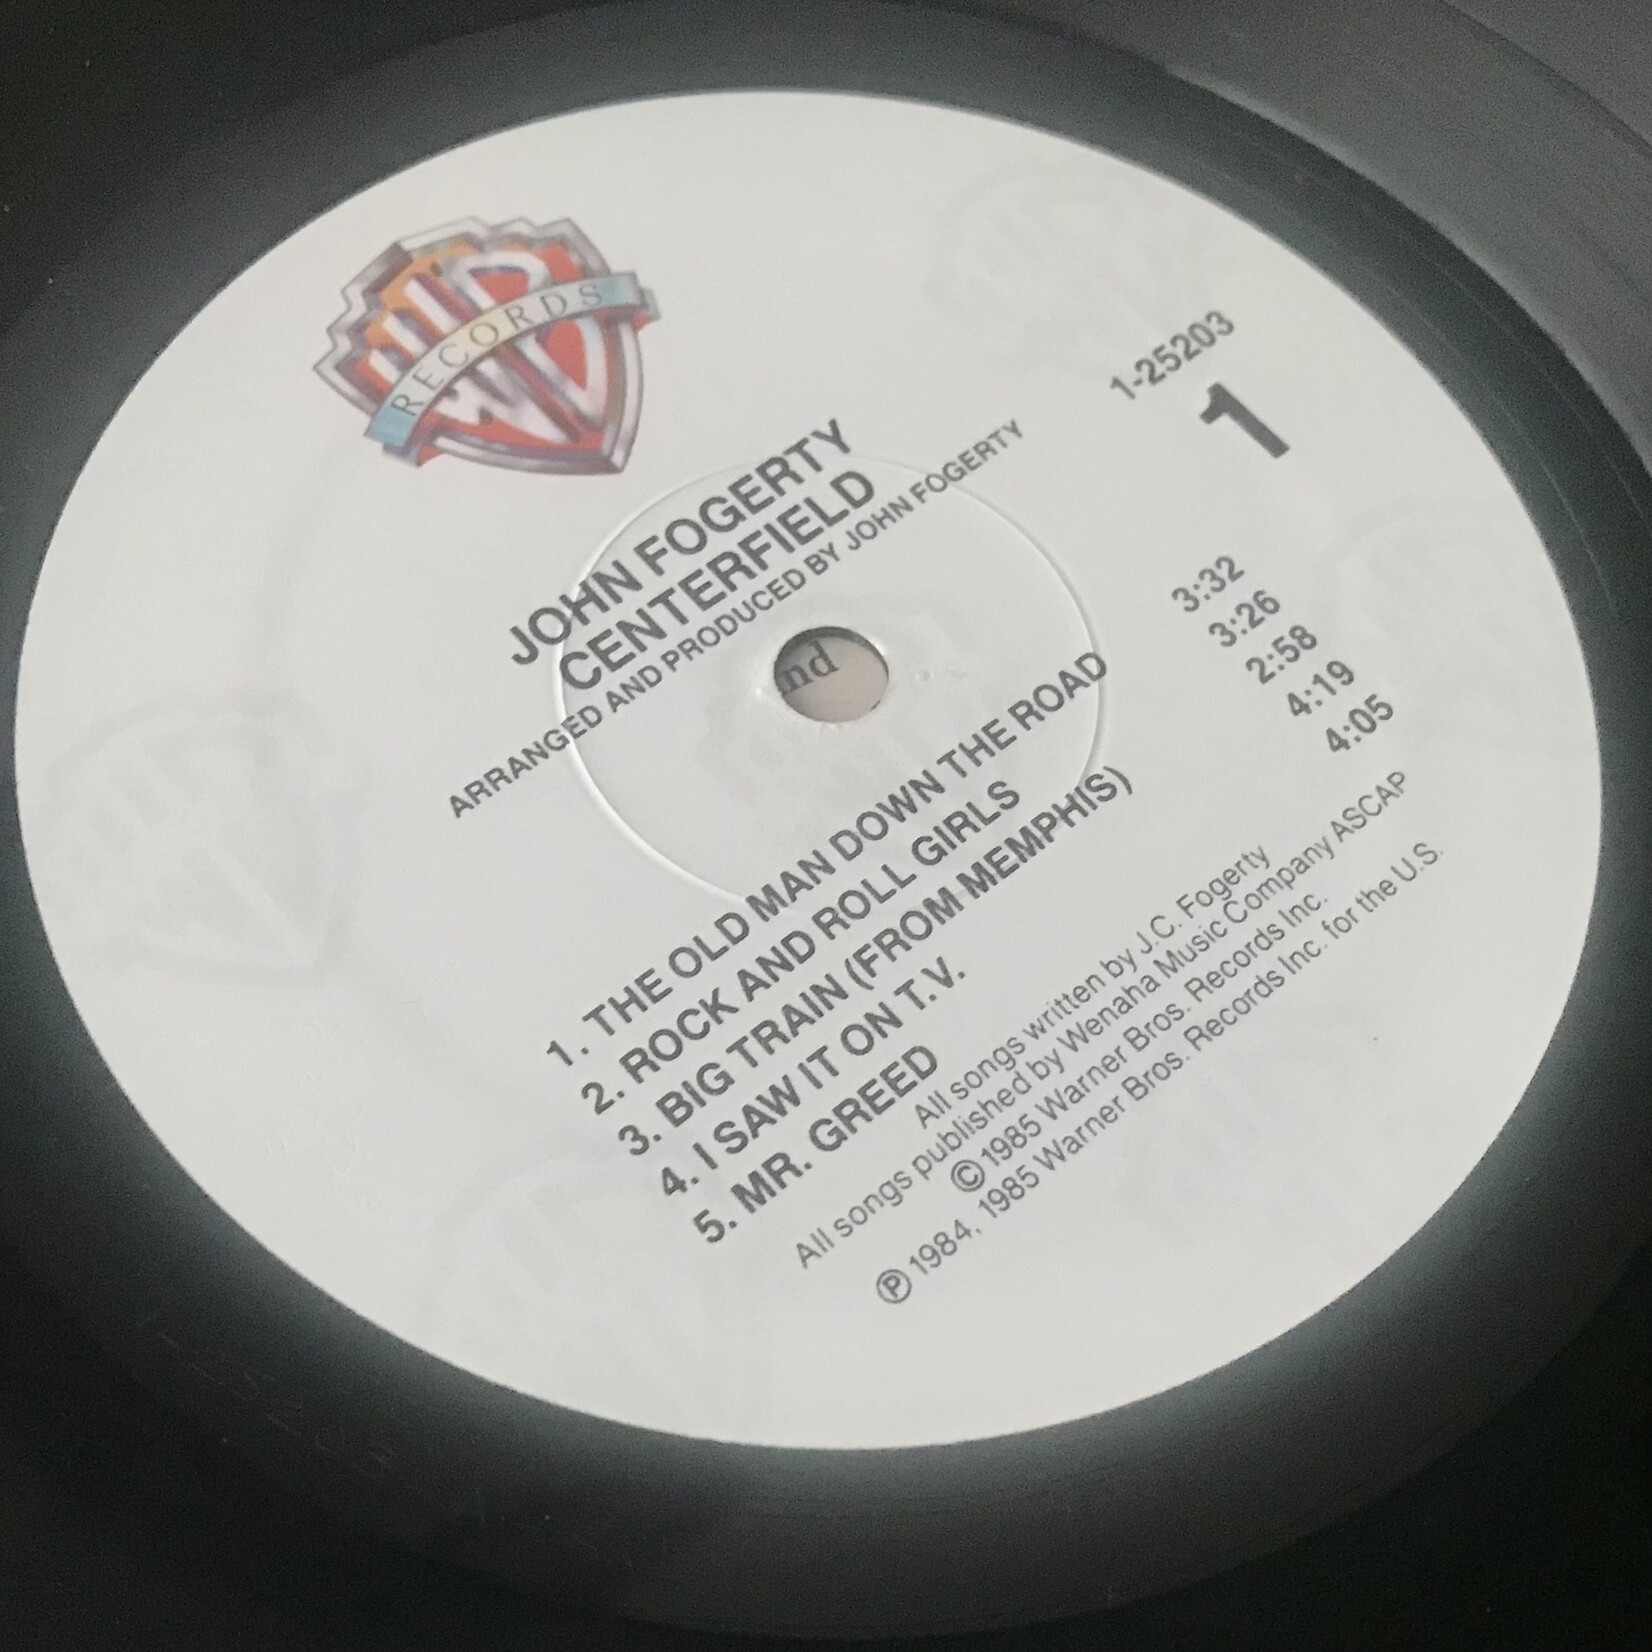 RECORDS
1-25203
1
JOHN FOGERTY
CENTERFIELD
ARRANGED AND PRODUCED BY JOHN FOGERTY
nd
1. THE OLD MAN DOWN THE ROAD 3:32
2. ROCK AND ROLL GIRLS 3:26
3. BIG TRAIN (FROM MEMPHIS) 2:58
4. I SAW IT ON T.V. 4:19
5. MR. GREED 4:05
All songs written by J.C. Fogerty
All songs published by Wenaha Music Company ASCAP
©1985 Warner Bros. Records Inc.
℗ 1984, 1985 Warner Bros. Records Inc. for the U.S.